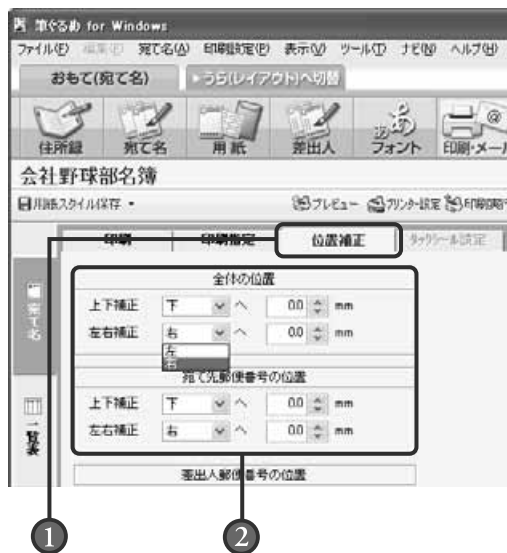 筆ぐるめ for Windows
ファイル(F) 編集(E) 宛て名(A) 印刷設定(P) 表示(V) ツール(T) ナビ(N) ヘルプ(H)
おもて(宛て名) うら(レイアウト)へ切替
住所録 宛て名 用紙 差出人 フォント 印刷・メー
会社野球部名簿
用紙スタイル保存 プレビュー プリンター設定
印刷 印刷指定 位置補正 タックシール設定
宛て名
一覧表
全体の位置
上下補正 下 へ 0.0 mm
左右補正 右 へ 0.0 mm
左
右
宛て先郵便番号の位置
上下補正 下 へ 0.0 mm
左右補正 右 へ 0.0 mm
差出人郵便番号の位置
1 2